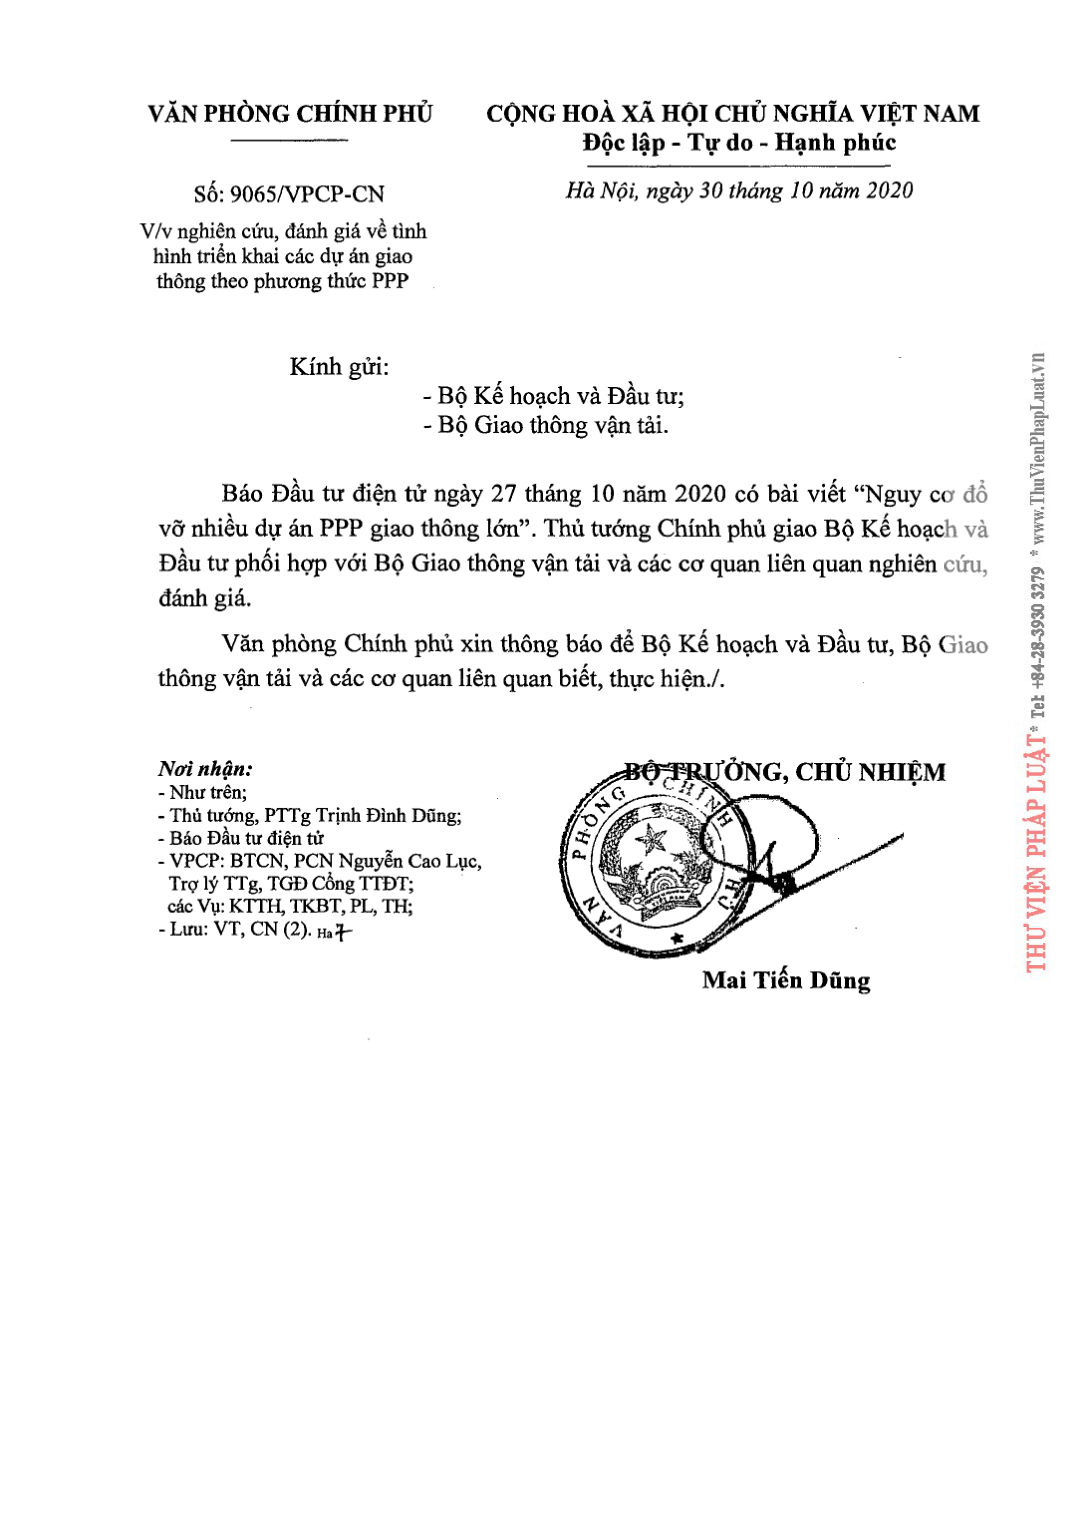 VĂN PHÒNG CHÍNH PHỦ
CỘNG HOÀ XÃ HỘI CHỦ NGHĨA VIỆT NAM
Độc lập - Tự do - Hạnh phúc
Số: 9065/VPCP-CN
Hà Nội, ngày 30 tháng 10 năm 2020
V/v nghiên cứu, đánh giá về tình
hình triển khai các dự án giao
thông theo phương thức PPP
Kính gửi:
- Bộ Kế hoạch và Đầu tư;
- Bộ Giao thông vận tải.
Báo Đầu tư điện tử ngày 27 tháng 10 năm 2020 có bài viết “Nguy cơ đổ
vỡ nhiều dự án PPP giao thông lớn”. Thủ tướng Chính phủ giao Bộ Kế hoạch và
Đầu tư phối hợp với Bộ Giao thông vận tải và các cơ quan liên quan nghiên cứu,
đánh giá.
Văn phòng Chính phủ xin thông báo để Bộ Kế hoạch và Đầu tư, Bộ Giao
thông vận tải và các cơ quan liên quan biết, thực hiện./.
Nơi nhận:
- Như trên;
- Thủ tướng, PTTg Trịnh Đình Dũng;
- Báo Đầu tư điện tử
- VPCP: BTCN, PCN Nguyễn Cao Lục,
Trợ lý TTg, TGĐ Cổng TTĐT;
các Vụ: KTTH, TKBT, PL, TH;
- Lưu: VT, CN (2). Ha
BỘ TRƯỞNG, CHỦ NHIỆM
VĂN PHÒNG CHÍNH PHỦ
Mai Tiến Dũng
THƯ VIỆN PHÁP LUẬT * Tel: +84-28-3930 3279 * www.ThuVienPhapLuat.vn